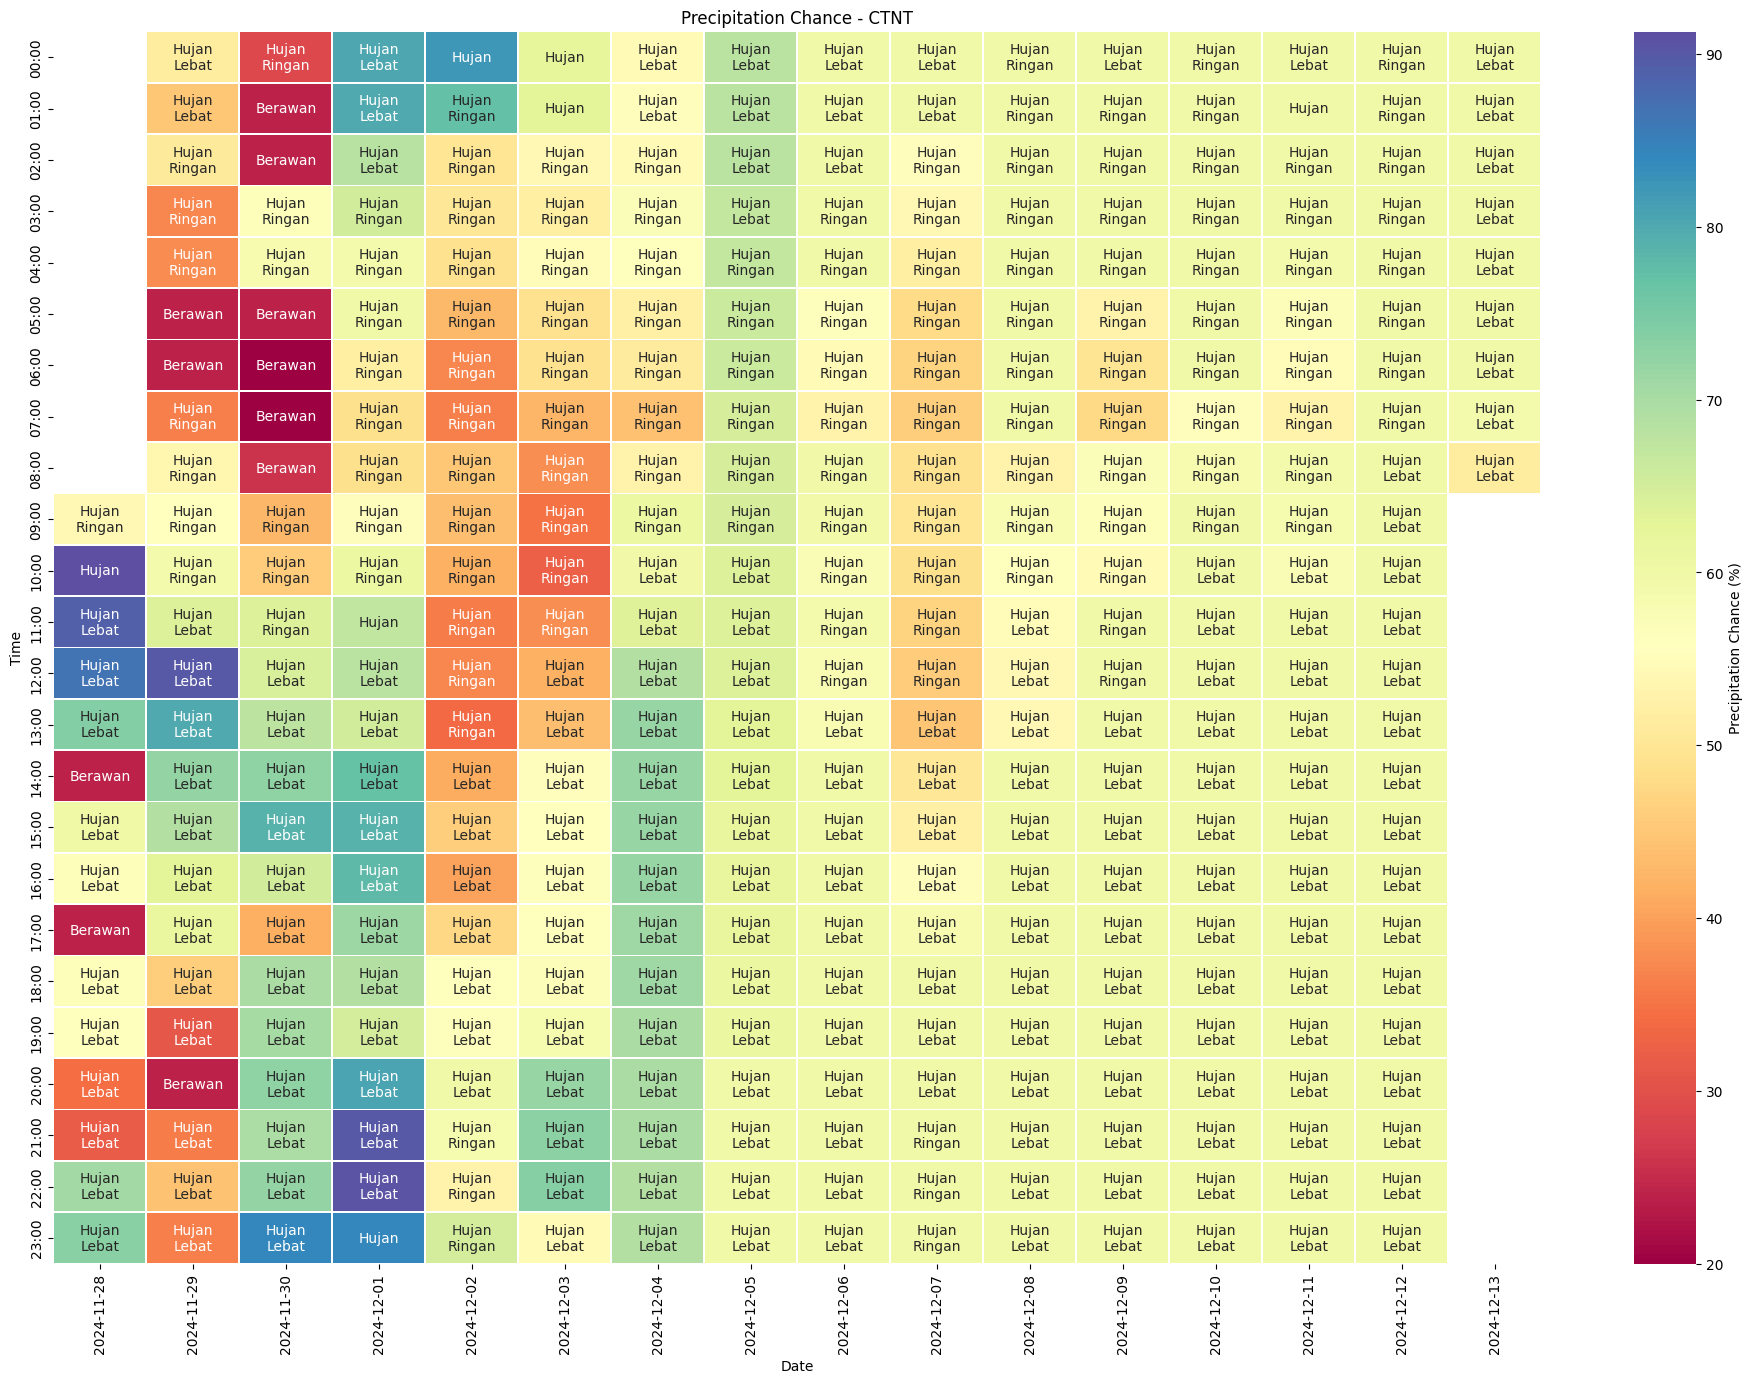 Precipitation Chance - CTNT
00:00 Hujan Lebat Hujan Ringan Hujan Lebat Hujan Hujan Hujan Lebat Hujan Lebat Hujan Lebat Hujan Lebat Hujan Ringan Hujan Lebat Hujan Ringan Hujan Lebat Hujan Ringan Hujan Lebat
01:00 Hujan Lebat Berawan Hujan Lebat Hujan Ringan Hujan Hujan Lebat Hujan Lebat Hujan Lebat Hujan Lebat Hujan Ringan Hujan Ringan Hujan Ringan Hujan Hujan Ringan Hujan Lebat
02:00 Hujan Ringan Berawan Hujan Lebat Hujan Ringan Hujan Ringan Hujan Ringan Hujan Lebat Hujan Lebat Hujan Ringan Hujan Ringan Hujan Ringan Hujan Ringan Hujan Ringan Hujan Ringan Hujan Lebat
03:00 Hujan Ringan Hujan Ringan Hujan Ringan Hujan Ringan Hujan Ringan Hujan Ringan Hujan Lebat Hujan Ringan Hujan Ringan Hujan Ringan Hujan Ringan Hujan Ringan Hujan Ringan Hujan Ringan Hujan Lebat
04:00 Hujan Ringan Hujan Ringan Hujan Ringan Hujan Ringan Hujan Ringan Hujan Ringan Hujan Ringan Hujan Ringan Hujan Ringan Hujan Ringan Hujan Ringan Hujan Ringan Hujan Ringan Hujan Ringan Hujan Lebat
05:00 Berawan Berawan Hujan Ringan Hujan Ringan Hujan Ringan Hujan Ringan Hujan Ringan Hujan Ringan Hujan Ringan Hujan Ringan Hujan Ringan Hujan Ringan Hujan Ringan Hujan Ringan Hujan Lebat
06:00 Berawan Berawan Hujan Ringan Hujan Ringan Hujan Ringan Hujan Ringan Hujan Ringan Hujan Ringan Hujan Ringan Hujan Ringan Hujan Ringan Hujan Ringan Hujan Ringan Hujan Ringan Hujan Lebat
07:00 Hujan Ringan Berawan Hujan Ringan Hujan Ringan Hujan Ringan Hujan Ringan Hujan Ringan Hujan Ringan Hujan Ringan Hujan Ringan Hujan Ringan Hujan Ringan Hujan Ringan Hujan Ringan Hujan Lebat
08:00 Hujan Ringan Berawan Hujan Ringan Hujan Ringan Hujan Ringan Hujan Ringan Hujan Ringan Hujan Ringan Hujan Ringan Hujan Ringan Hujan Ringan Hujan Ringan Hujan Ringan Hujan Lebat Hujan Lebat
09:00 Hujan Ringan Hujan Ringan Hujan Ringan Hujan Ringan Hujan Ringan Hujan Ringan Hujan Ringan Hujan Ringan Hujan Ringan Hujan Ringan Hujan Ringan Hujan Ringan Hujan Ringan Hujan Ringan Hujan Lebat
10:00 Hujan Hujan Ringan Hujan Ringan Hujan Ringan Hujan Ringan Hujan Ringan Hujan Lebat Hujan Lebat Hujan Ringan Hujan Ringan Hujan Ringan Hujan Ringan Hujan Lebat Hujan Lebat Hujan Lebat
11:00 Hujan Lebat Hujan Lebat Hujan Ringan Hujan Hujan Ringan Hujan Ringan Hujan Lebat Hujan Lebat Hujan Ringan Hujan Ringan Hujan Lebat Hujan Ringan Hujan Lebat Hujan Lebat Hujan Lebat
12:00 Hujan Lebat Hujan Lebat Hujan Lebat Hujan Lebat Hujan Ringan Hujan Lebat Hujan Lebat Hujan Lebat Hujan Ringan Hujan Ringan Hujan Lebat Hujan Ringan Hujan Lebat Hujan Lebat Hujan Lebat
13:00 Hujan Lebat Hujan Lebat Hujan Lebat Hujan Lebat Hujan Ringan Hujan Lebat Hujan Lebat Hujan Lebat Hujan Lebat Hujan Lebat Hujan Lebat Hujan Lebat Hujan Lebat Hujan Lebat Hujan Lebat
14:00 Berawan Hujan Lebat Hujan Lebat Hujan Lebat Hujan Lebat Hujan Lebat Hujan Lebat Hujan Lebat Hujan Lebat Hujan Lebat Hujan Lebat Hujan Lebat Hujan Lebat Hujan Lebat Hujan Lebat
15:00 Hujan Lebat Hujan Lebat Hujan Lebat Hujan Lebat Hujan Lebat Hujan Lebat Hujan Lebat Hujan Lebat Hujan Lebat Hujan Lebat Hujan Lebat Hujan Lebat Hujan Lebat Hujan Lebat Hujan Lebat
16:00 Hujan Lebat Hujan Lebat Hujan Lebat Hujan Lebat Hujan Lebat Hujan Lebat Hujan Lebat Hujan Lebat Hujan Lebat Hujan Lebat Hujan Lebat Hujan Lebat Hujan Lebat Hujan Lebat Hujan Lebat
17:00 Berawan Hujan Lebat Hujan Lebat Hujan Lebat Hujan Lebat Hujan Lebat Hujan Lebat Hujan Lebat Hujan Lebat Hujan Lebat Hujan Lebat Hujan Lebat Hujan Lebat Hujan Lebat Hujan Lebat
18:00 Hujan Lebat Hujan Lebat Hujan Lebat Hujan Lebat Hujan Lebat Hujan Lebat Hujan Lebat Hujan Lebat Hujan Lebat Hujan Lebat Hujan Lebat Hujan Lebat Hujan Lebat Hujan Lebat Hujan Lebat
19:00 Hujan Lebat Hujan Lebat Hujan Lebat Hujan Lebat Hujan Lebat Hujan Lebat Hujan Lebat Hujan Lebat Hujan Lebat Hujan Lebat Hujan Lebat Hujan Lebat Hujan Lebat Hujan Lebat Hujan Lebat
20:00 Hujan Lebat Berawan Hujan Lebat Hujan Lebat Hujan Lebat Hujan Lebat Hujan Lebat Hujan Lebat Hujan Lebat Hujan Lebat Hujan Lebat Hujan Lebat Hujan Lebat Hujan Lebat Hujan Lebat
21:00 Hujan Lebat Hujan Lebat Hujan Lebat Hujan Lebat Hujan Ringan Hujan Lebat Hujan Lebat Hujan Lebat Hujan Lebat Hujan Ringan Hujan Lebat Hujan Lebat Hujan Lebat Hujan Lebat Hujan Lebat
22:00 Hujan Lebat Hujan Lebat Hujan Lebat Hujan Lebat Hujan Ringan Hujan Lebat Hujan Lebat Hujan Lebat Hujan Lebat Hujan Ringan Hujan Lebat Hujan Lebat Hujan Lebat Hujan Lebat Hujan Lebat
23:00 Hujan Lebat Hujan Lebat Hujan Lebat Hujan Hujan Ringan Hujan Lebat Hujan Lebat Hujan Lebat Hujan Lebat Hujan Ringan Hujan Lebat Hujan Lebat Hujan Lebat Hujan Lebat Hujan Lebat
Time
2024-11-28 2024-11-29 2024-11-30 2024-12-01 2024-12-02 2024-12-03 2024-12-04 2024-12-05 2024-12-06 2024-12-07 2024-12-08 2024-12-09 2024-12-10 2024-12-11 2024-12-12 2024-12-13
Date
90
80
70
60
50
40
30
20
Precipitation Chance (%)